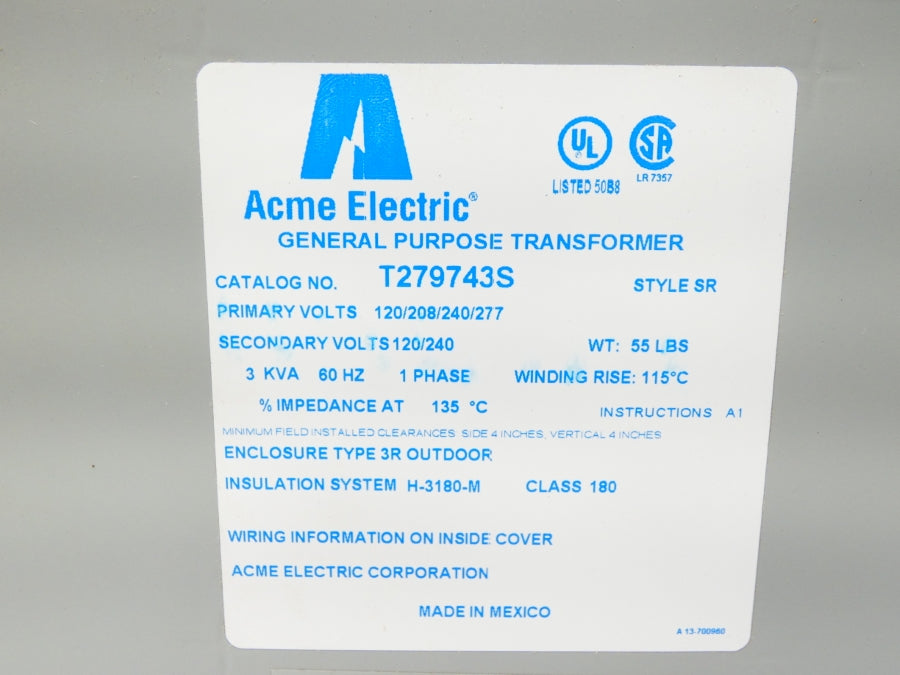 UL
LISTED 50B8
SA
LR 7357
Acme Electric®
GENERAL PURPOSE TRANSFORMER
CATALOG NO. T279743S STYLE SR
PRIMARY VOLTS 120/208/240/277
SECONDARY VOLTS 120/240 WT: 55 LBS
3 KVA 60 HZ 1 PHASE WINDING RISE: 115°C
% IMPEDANCE AT 135 °C INSTRUCTIONS A1
MINIMUM FIELD INSTALLED CLEARANCES: SIDE 4 INCHES, VERTICAL 4 INCHES
ENCLOSURE TYPE 3R OUTDOOR
INSULATION SYSTEM H-3180-M CLASS 180
WIRING INFORMATION ON INSIDE COVER
ACME ELECTRIC CORPORATION
MADE IN MEXICO
A 13-700960